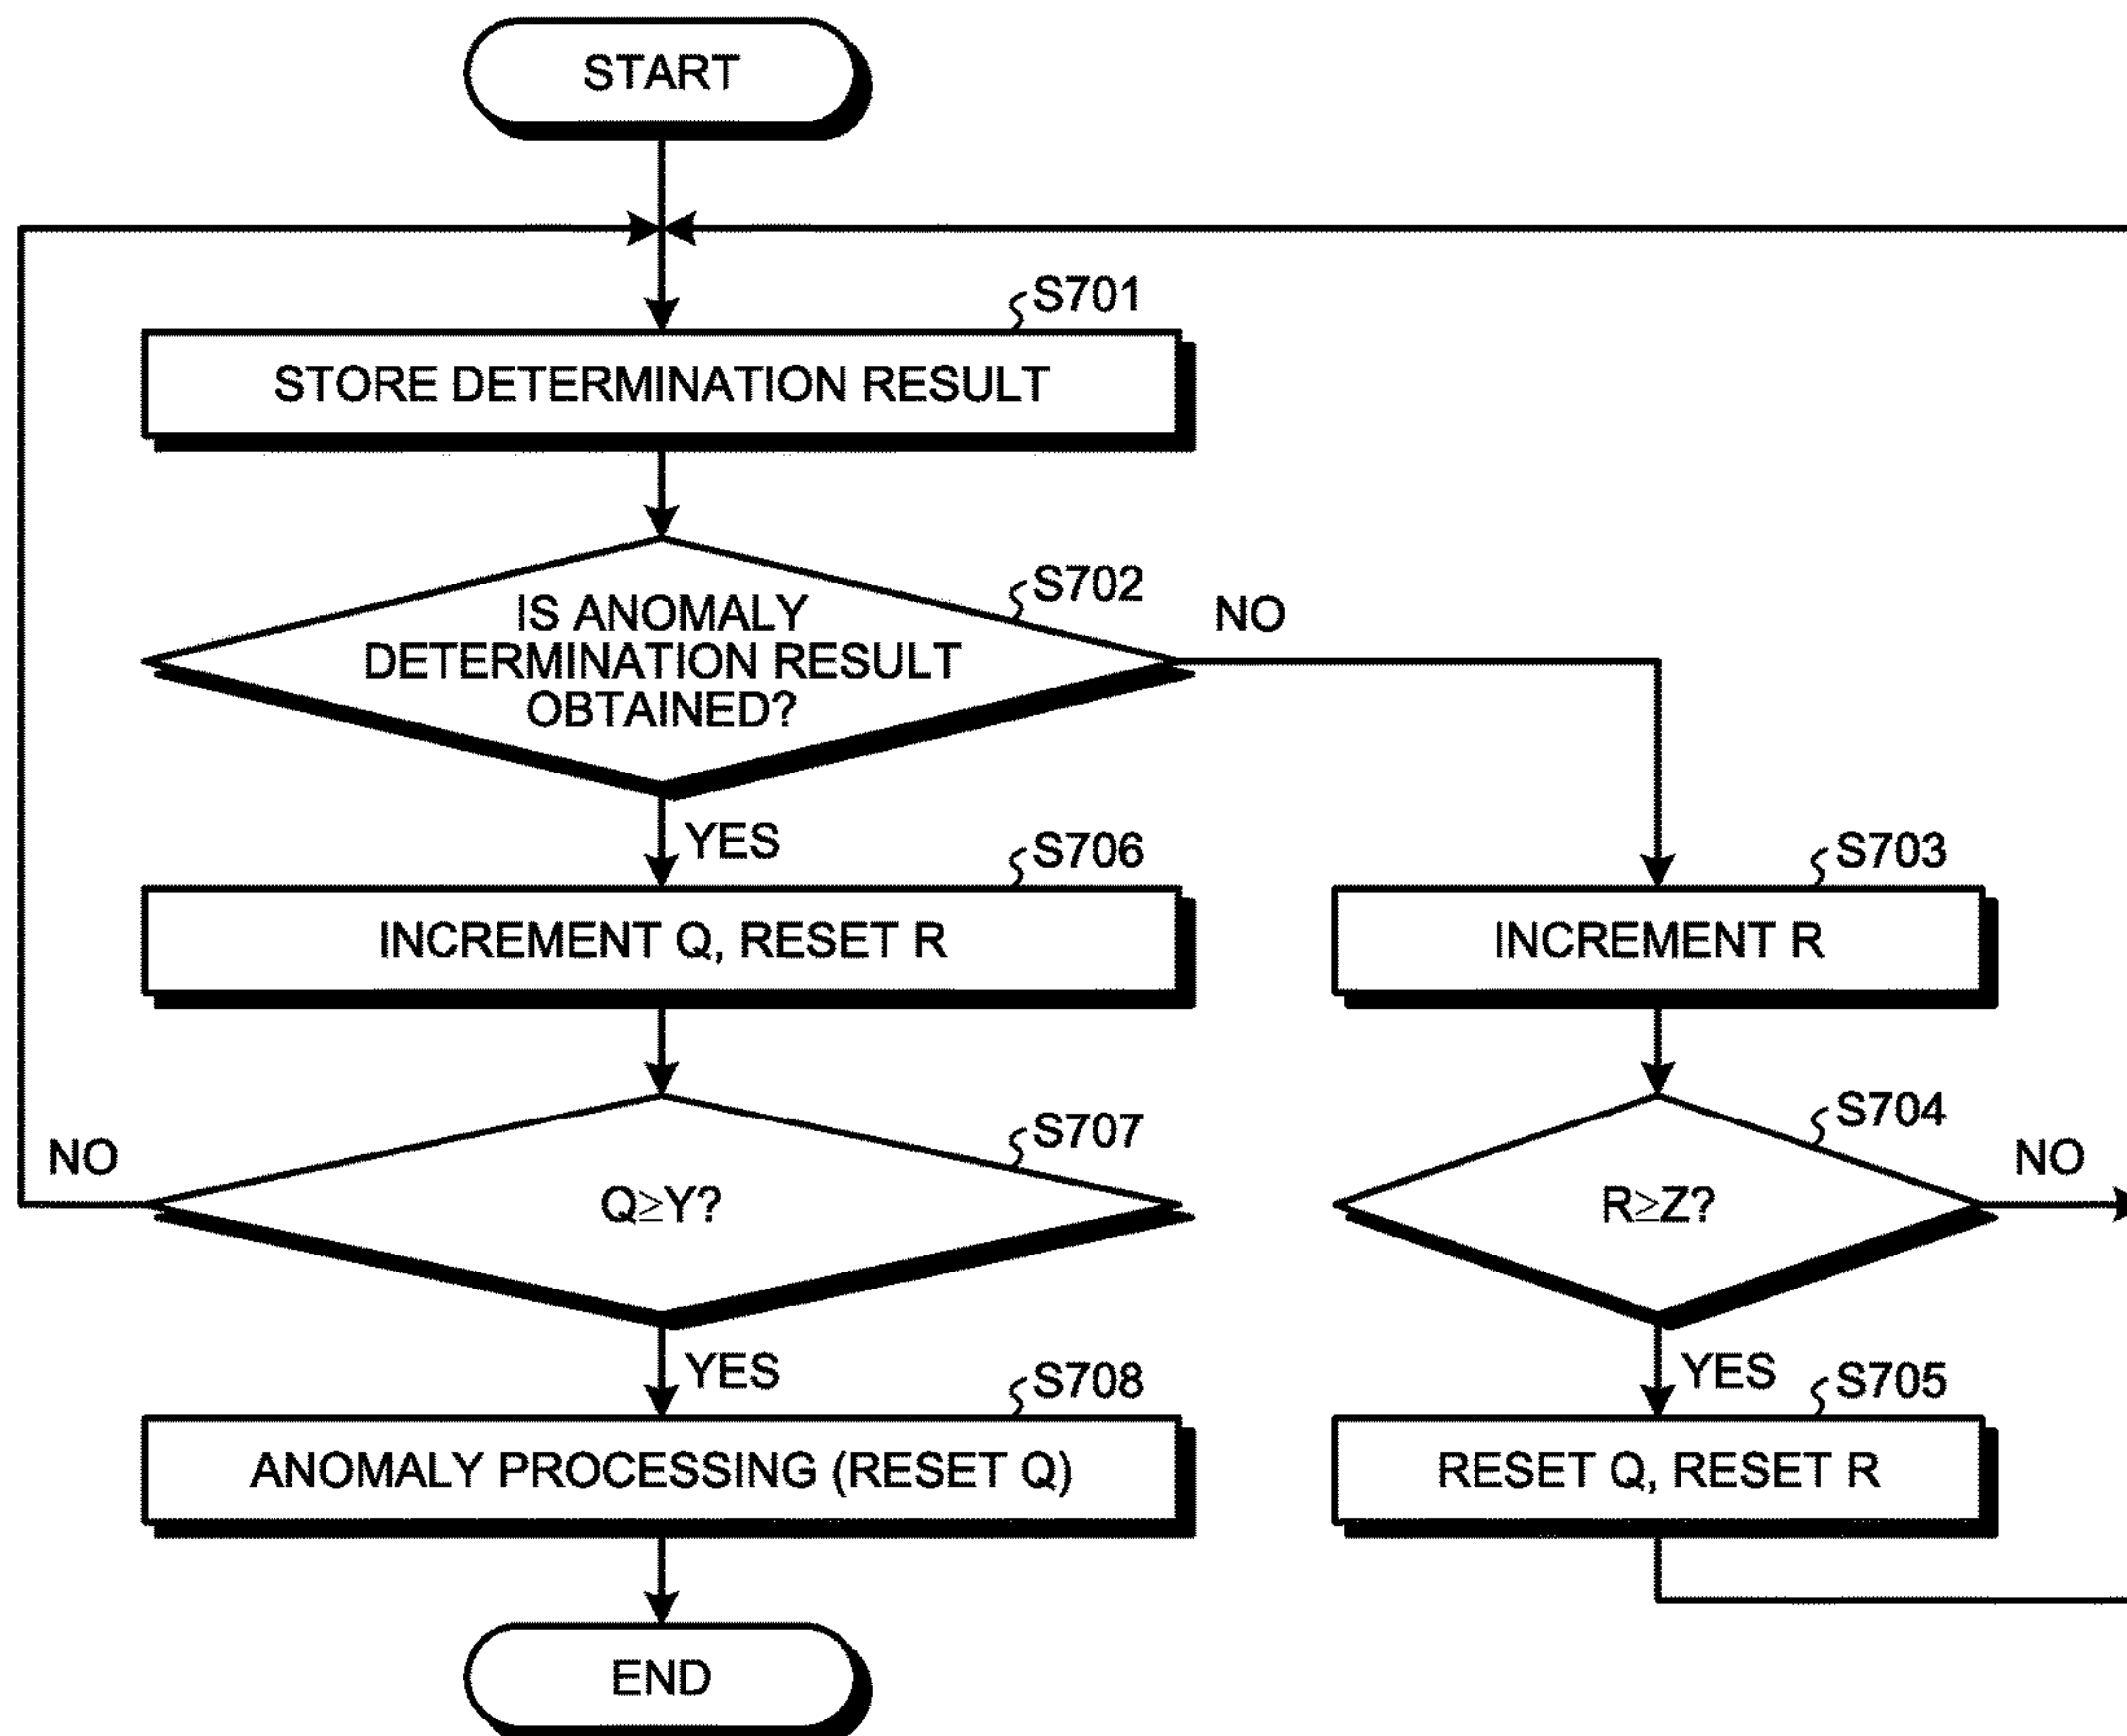 START
S701
STORE DETERMINATION RESULT
S702
IS ANOMALY
DETERMINATION RESULT
OBTAINED?
NO
YES
S706
INCREMENT Q, RESET R
S703
INCREMENT R
S707
Q≥Y?
NO
S704
R≥Z?
NO
YES
S708
ANOMALY PROCESSING (RESET Q)
YES
S705
RESET Q, RESET R
END